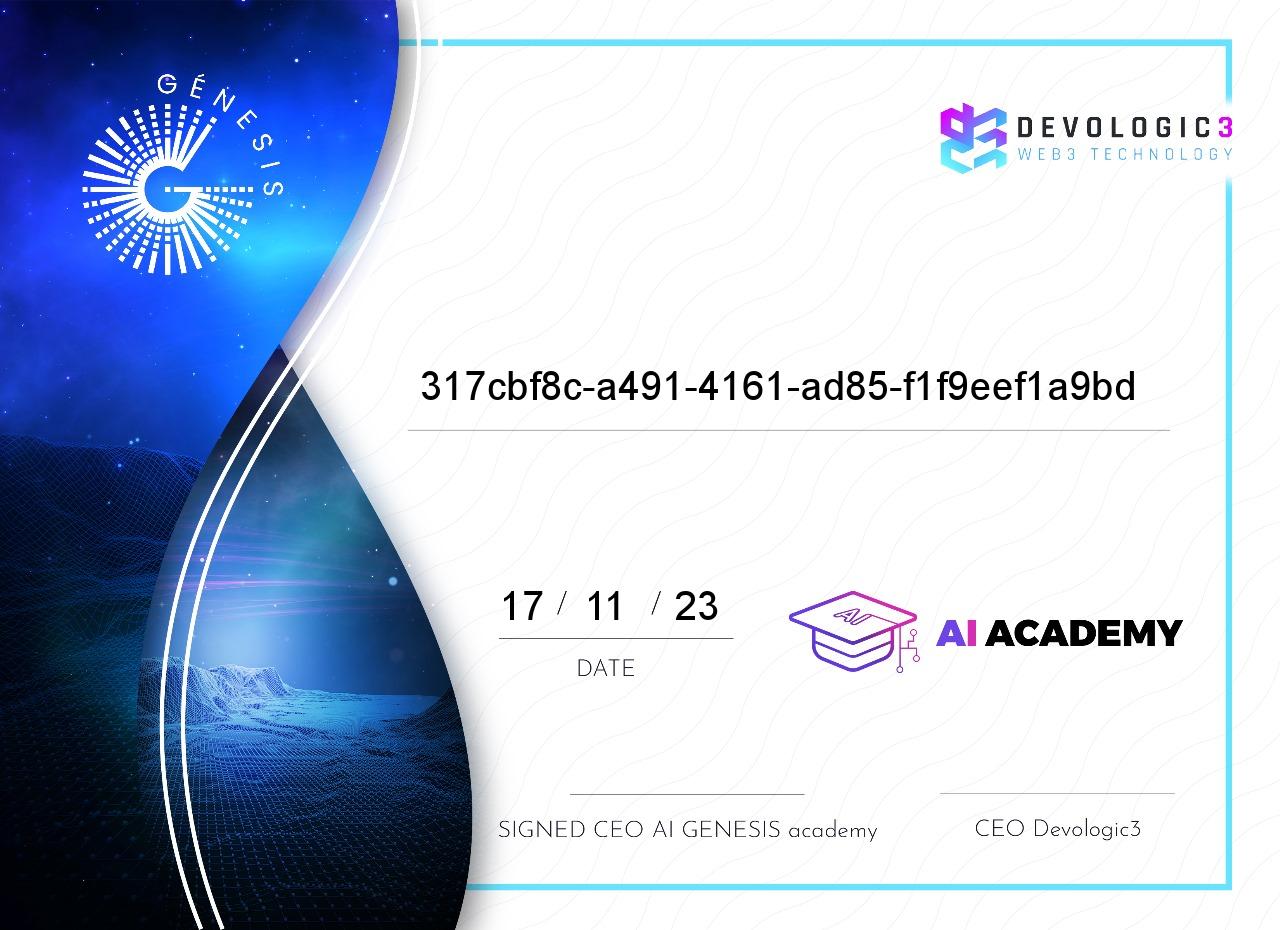 GÉNESIS
DEVOLOGIC3
WEB3 TECHNOLOGY
317cbf8c-a491-4161-ad85-f1f9eef1a9bd
17 / 11 / 23
DATE
AI
AI ACADEMY
SIGNED CEO AI GENESIS academy
CEO Devologic3